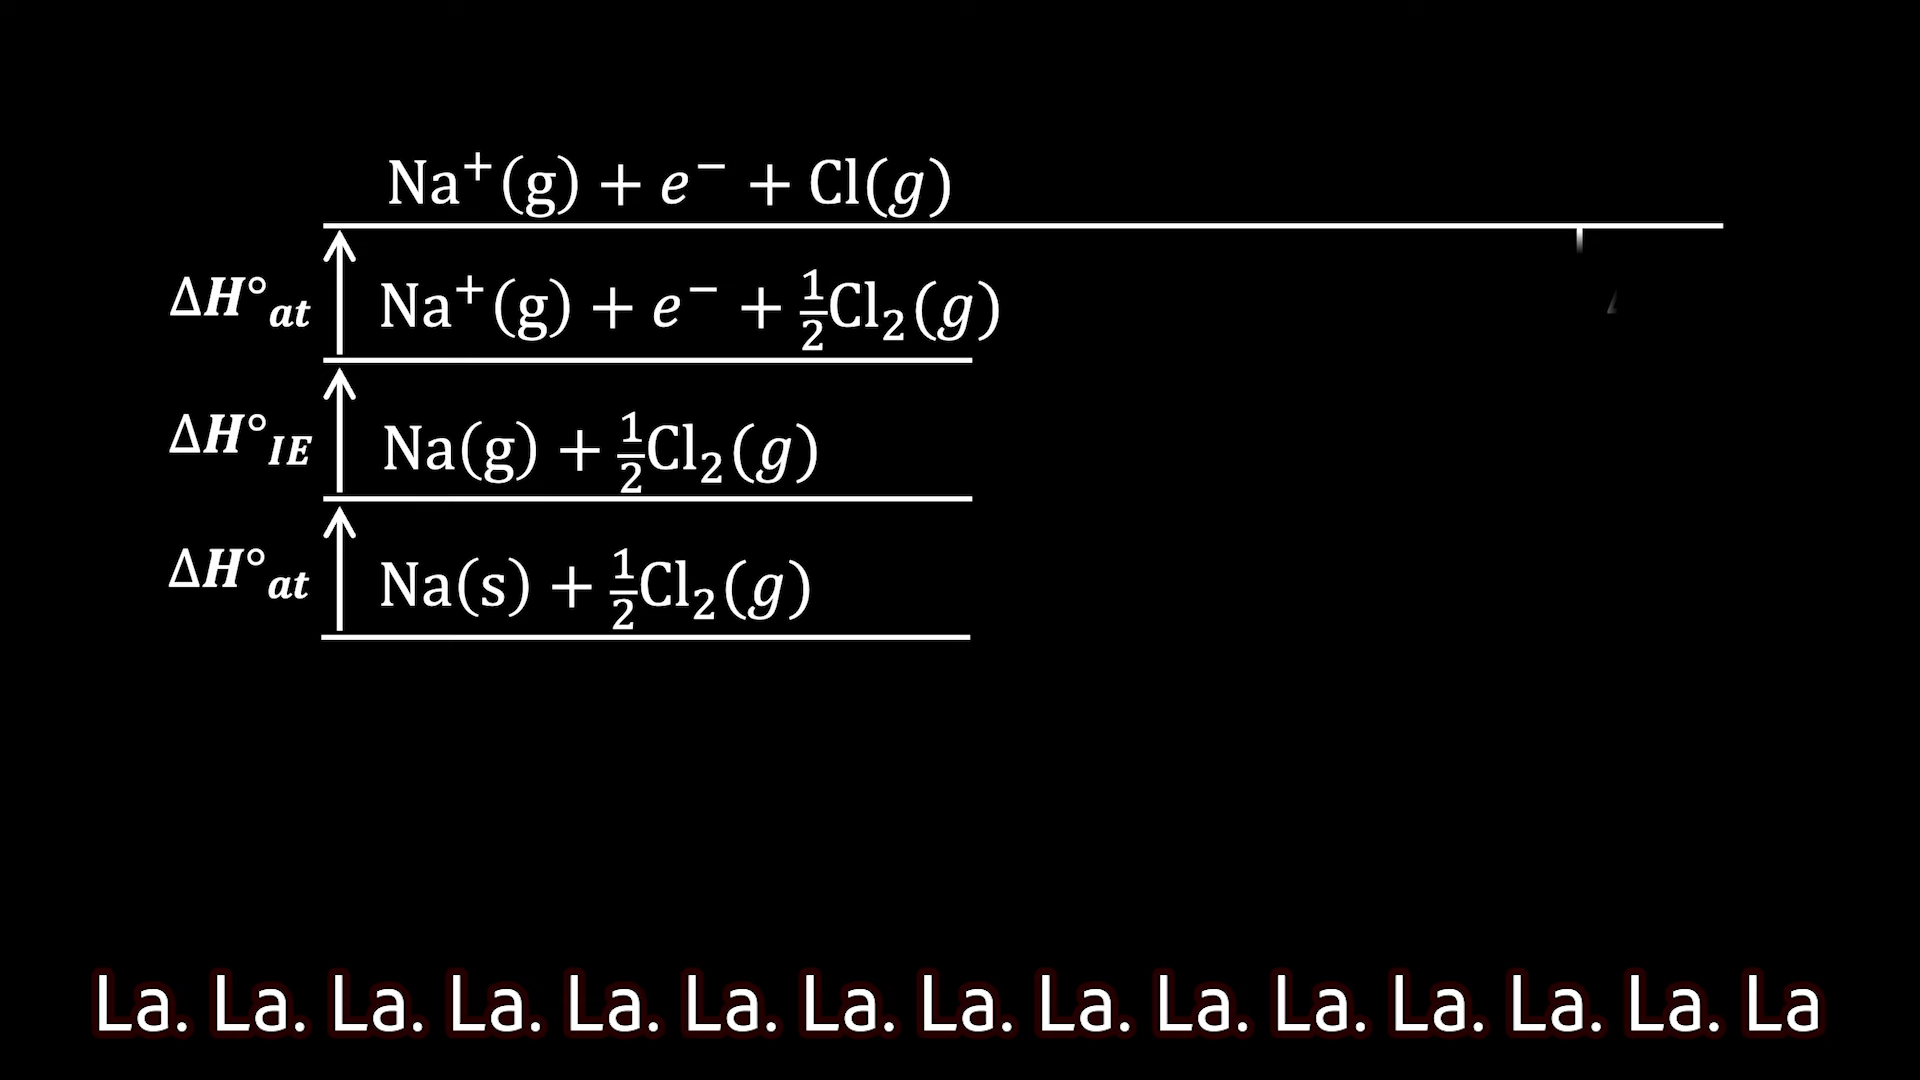 Na⁺(g) + e⁻ + Cl(g)
ΔH°at Na⁺(g) + e⁻ + ½Cl₂(g)
ΔH°IE Na(g) + ½Cl₂(g)
ΔH°at Na(s) + ½Cl₂(g)
La. La. La. La. La. La. La. La. La. La. La. La. La. La. La